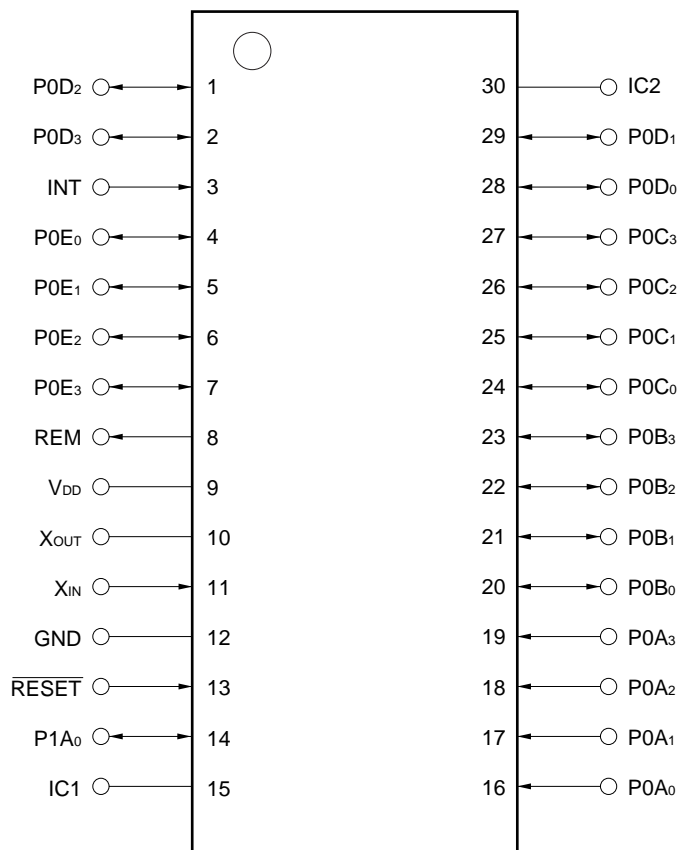 P0D₂ 1 30 IC2
P0D₃ 2 29 P0D₁
INT 3 28 P0D₀
P0E₀ 4 27 P0C₃
P0E₁ 5 26 P0C₂
P0E₂ 6 25 P0C₁
P0E₃ 7 24 P0C₀
REM 8 23 P0B₃
VDD 9 22 P0B₂
XOUT 10 21 P0B₁
XIN 11 20 P0B₀
GND 12 19 P0A₃
RESET 13 18 P0A₂
P1A₀ 14 17 P0A₁
IC1 15 16 P0A₀